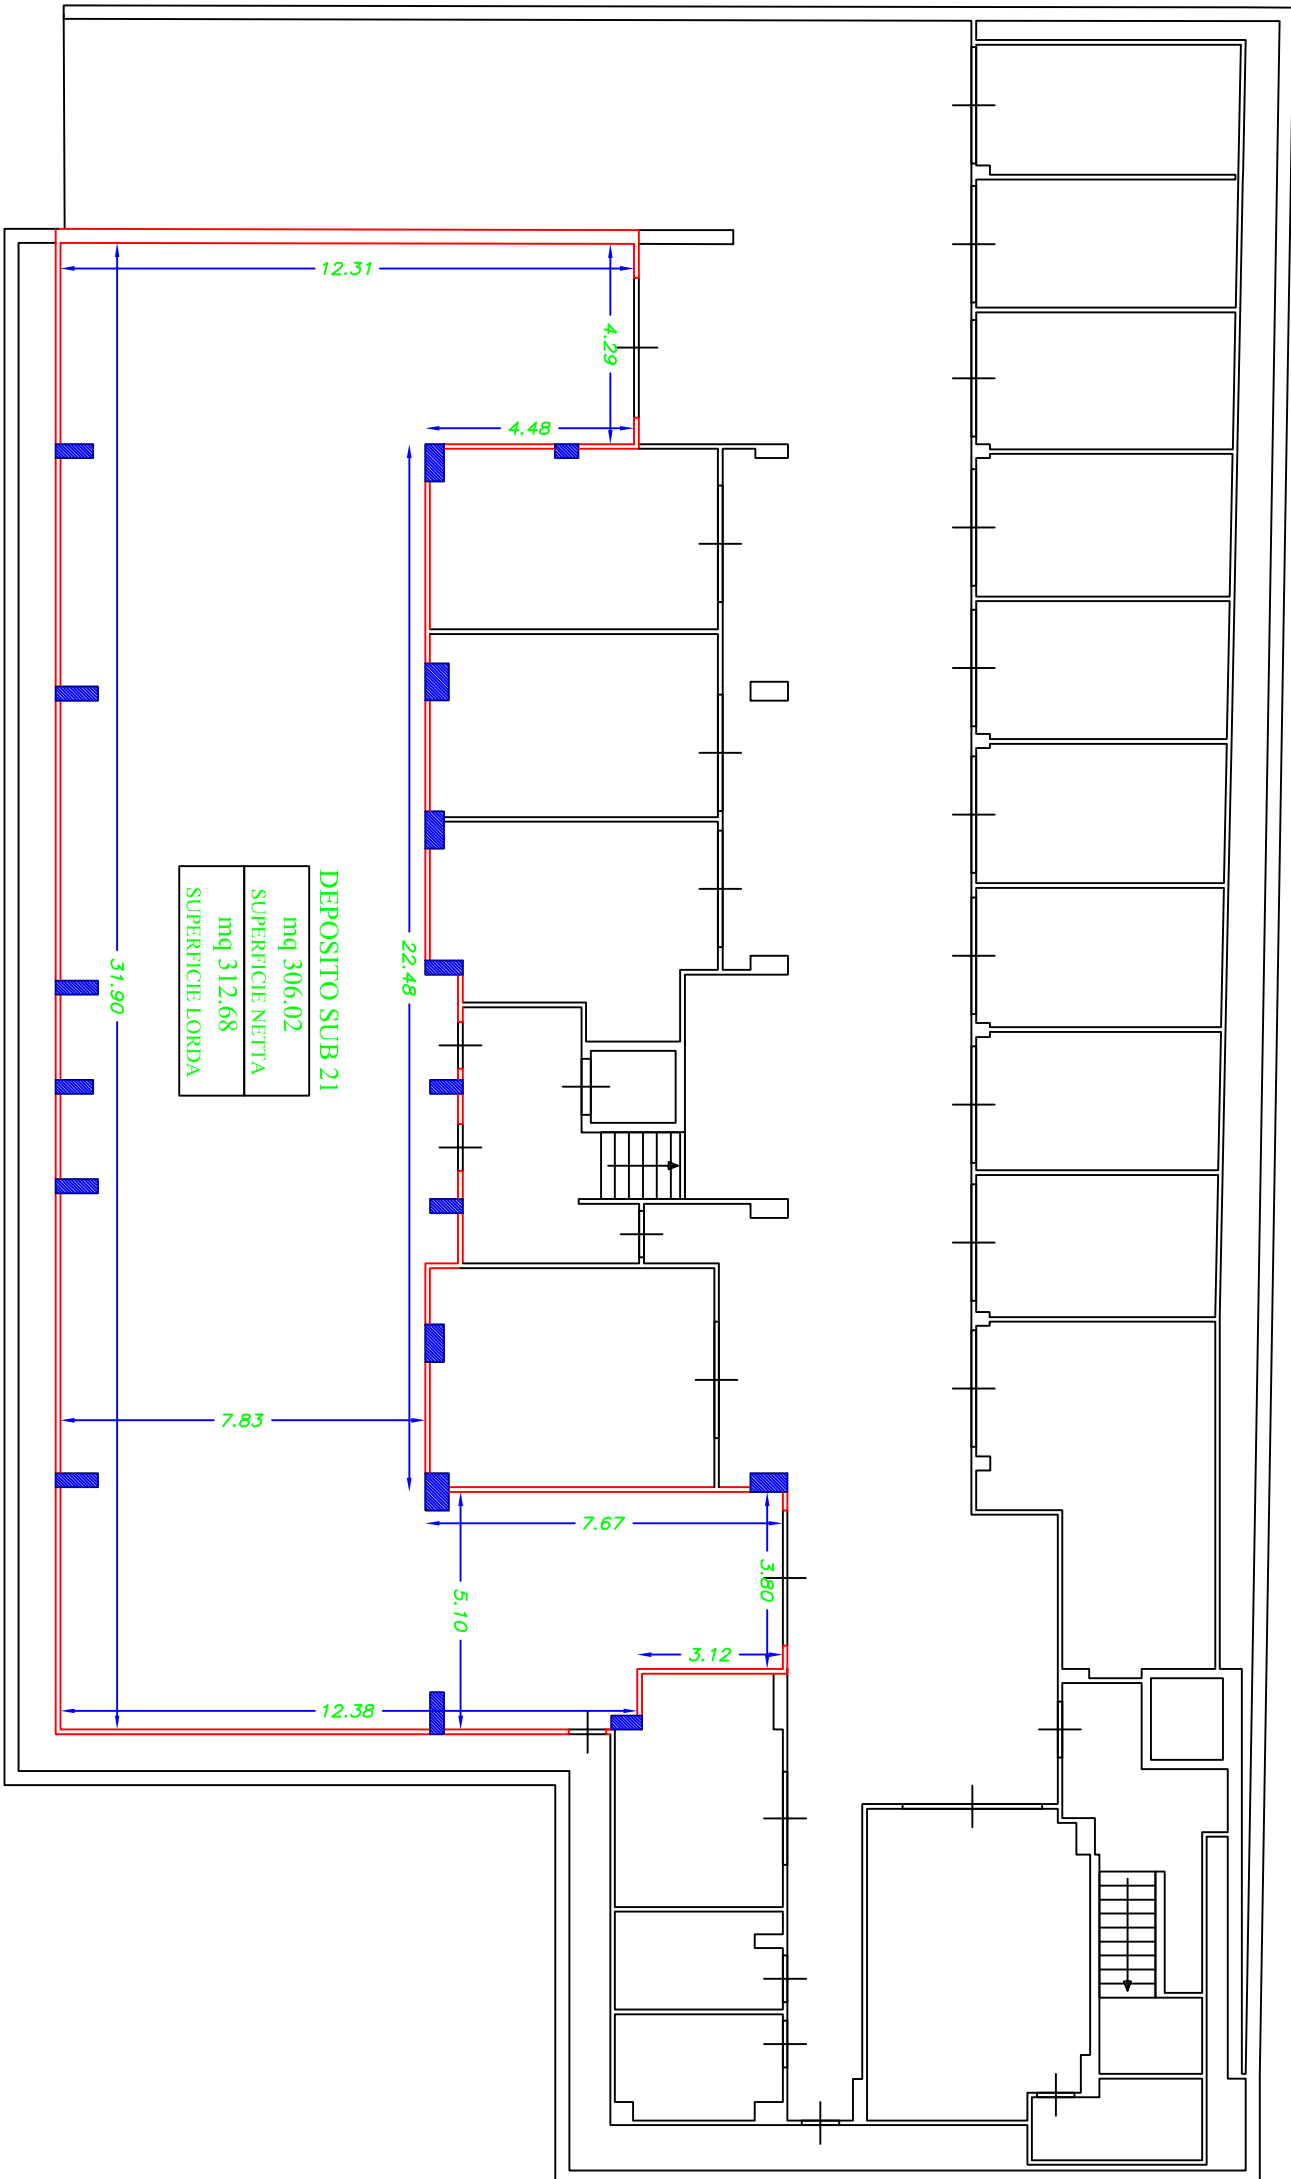 12.31
4.29
4.48
31.90
22.48
DEPOSITO SUB 21
mq 306.02
SUPERFICIE NETTA
mq 312.68
SUPERFICIE LORDA
7.83
7.67
3.80
5.10
3.12
12.38